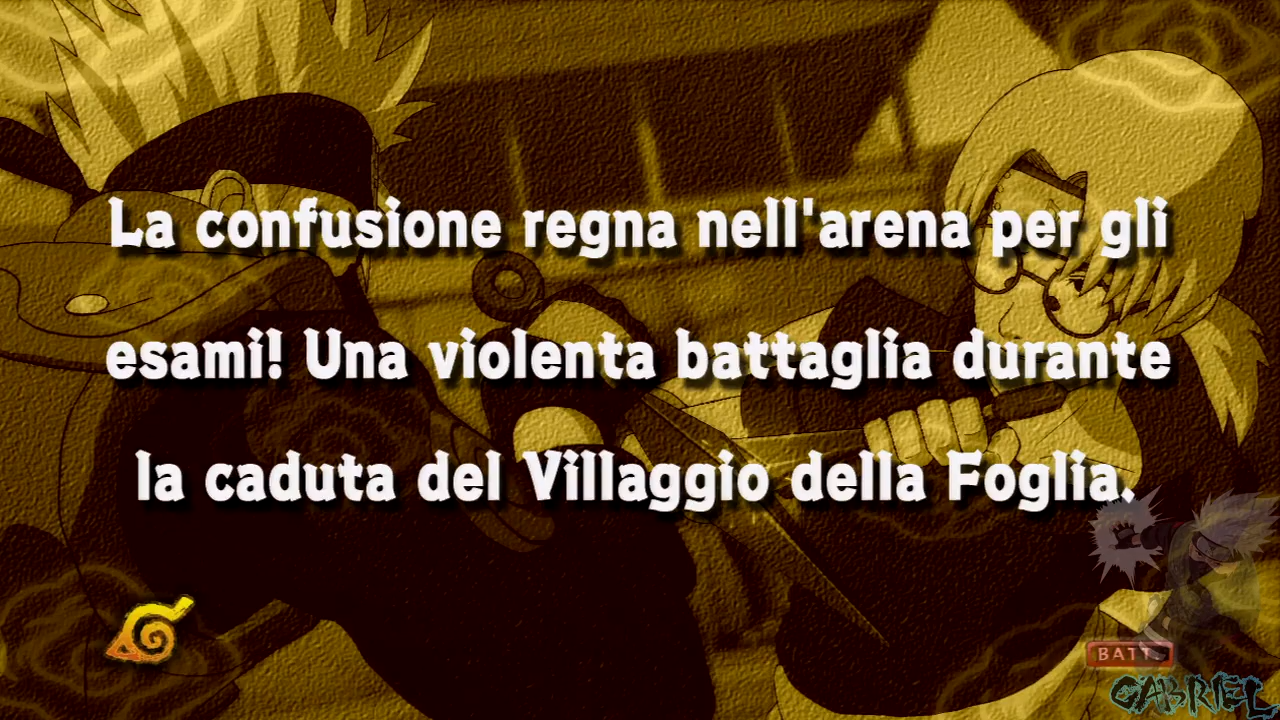 La confusione regna nell'arena per gli
esami! Una violenta battaglia durante
la caduta del Villaggio della Foglia.
BATT
GABRIEL